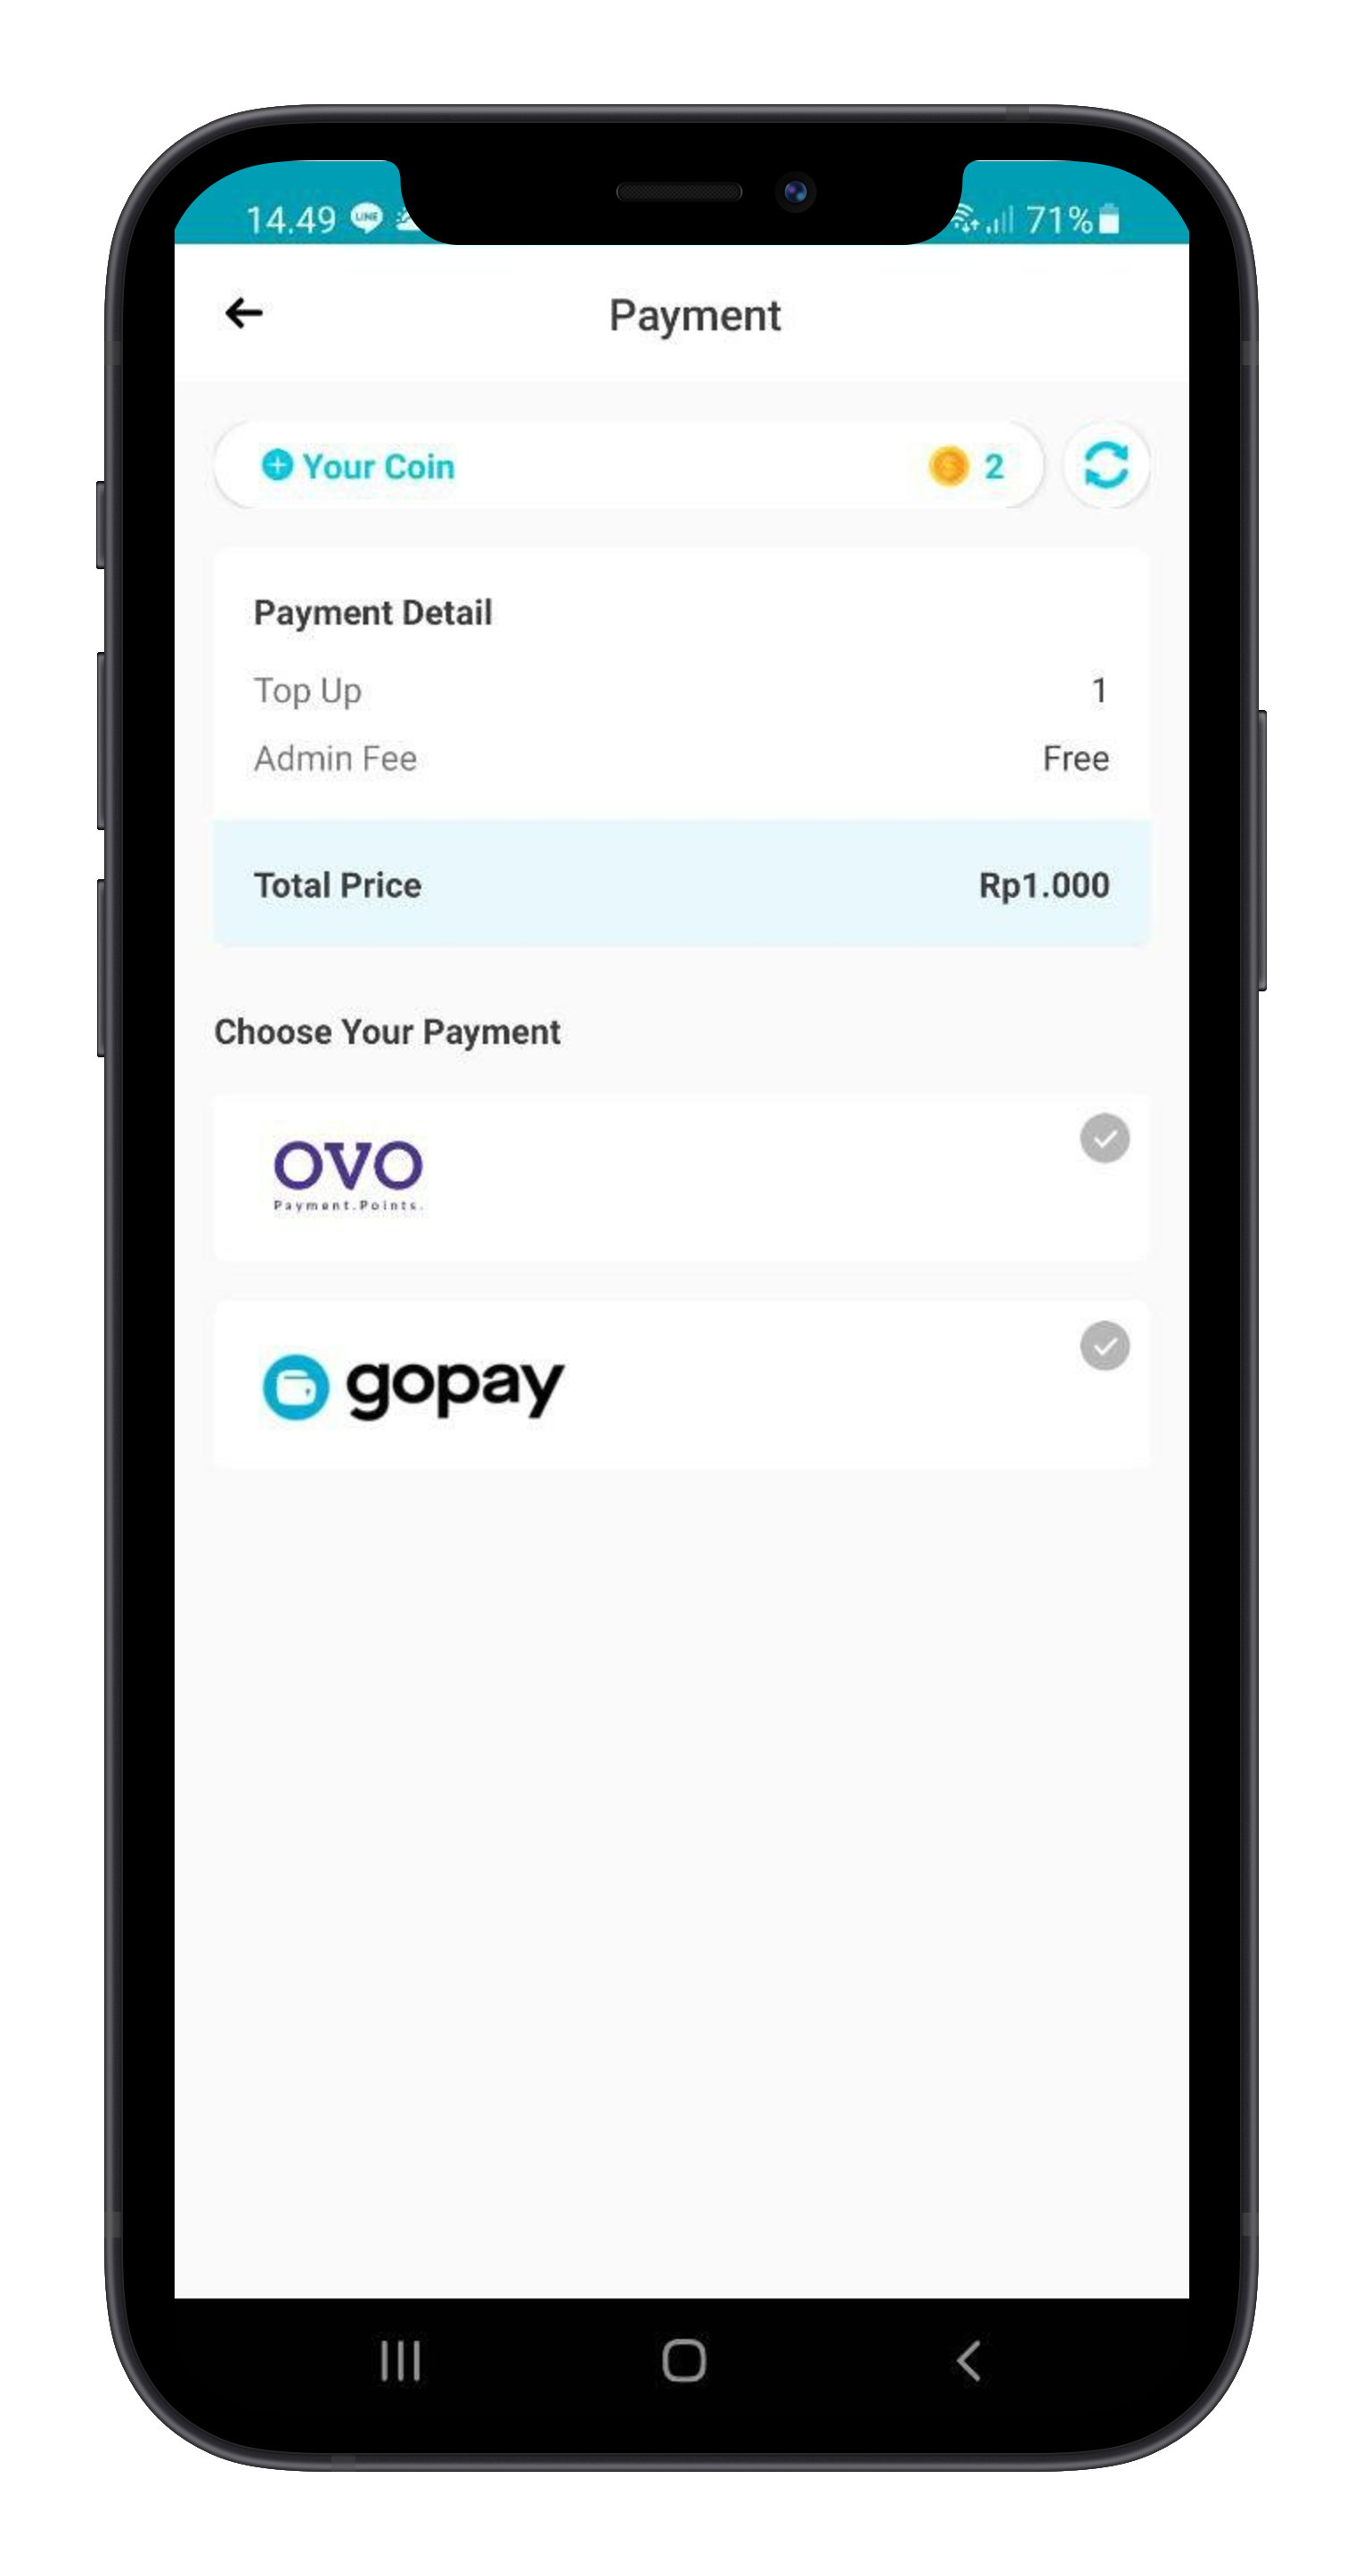 14.49 LINE 71%
Payment
Your Coin 2
Payment Detail
Top Up 1
Admin Fee Free
Total Price Rp1.000
Choose Your Payment
OVO
Payment.Points.
gopay